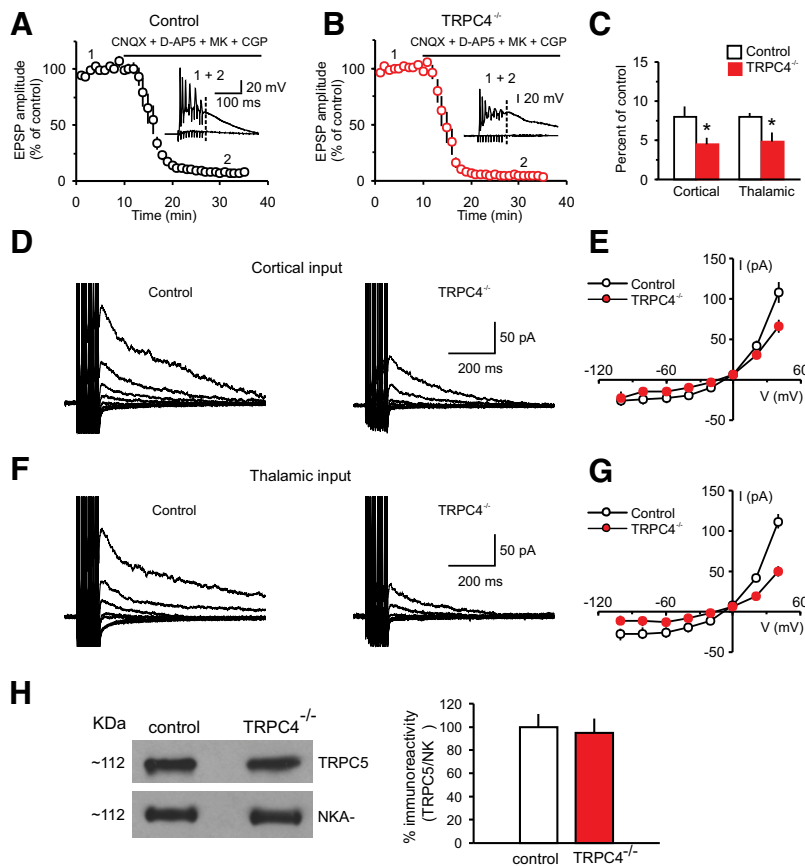 A
Control
CNQX + D-AP5 + MK + CGP
EPSP amplitude
(% of control)
100
50
0
1
1 + 2
20 mV
100 ms
2
0 10 20 30 40
Time (min)
B
TRPC4-/-
CNQX + D-AP5 + MK + CGP
EPSP amplitude
(% of control)
100
50
0
1
1 + 2
20 mV
2
0 10 20 30 40
Time (min)
C
Control
TRPC4-/-
Percent of control
15
10
5
0
*
*
Cortical Thalamic
D
Cortical input
Control
TRPC4-/-
50 pA
200 ms
E
Control
TRPC4-/-
I (pA)
150
100
50
-50
-120 -60 0 60
V (mV)
F
Thalamic input
Control
TRPC4-/-
50 pA
200 ms
G
Control
TRPC4-/-
I (pA)
150
100
50
-50
-120 -60 0 60
V (mV)
H
KDa
control
TRPC4-/-
~112
TRPC5
~112
NKA-
% immunoreactivity
(TRPC5/NK )
120
100
80
60
40
20
0
control TRPC4-/-